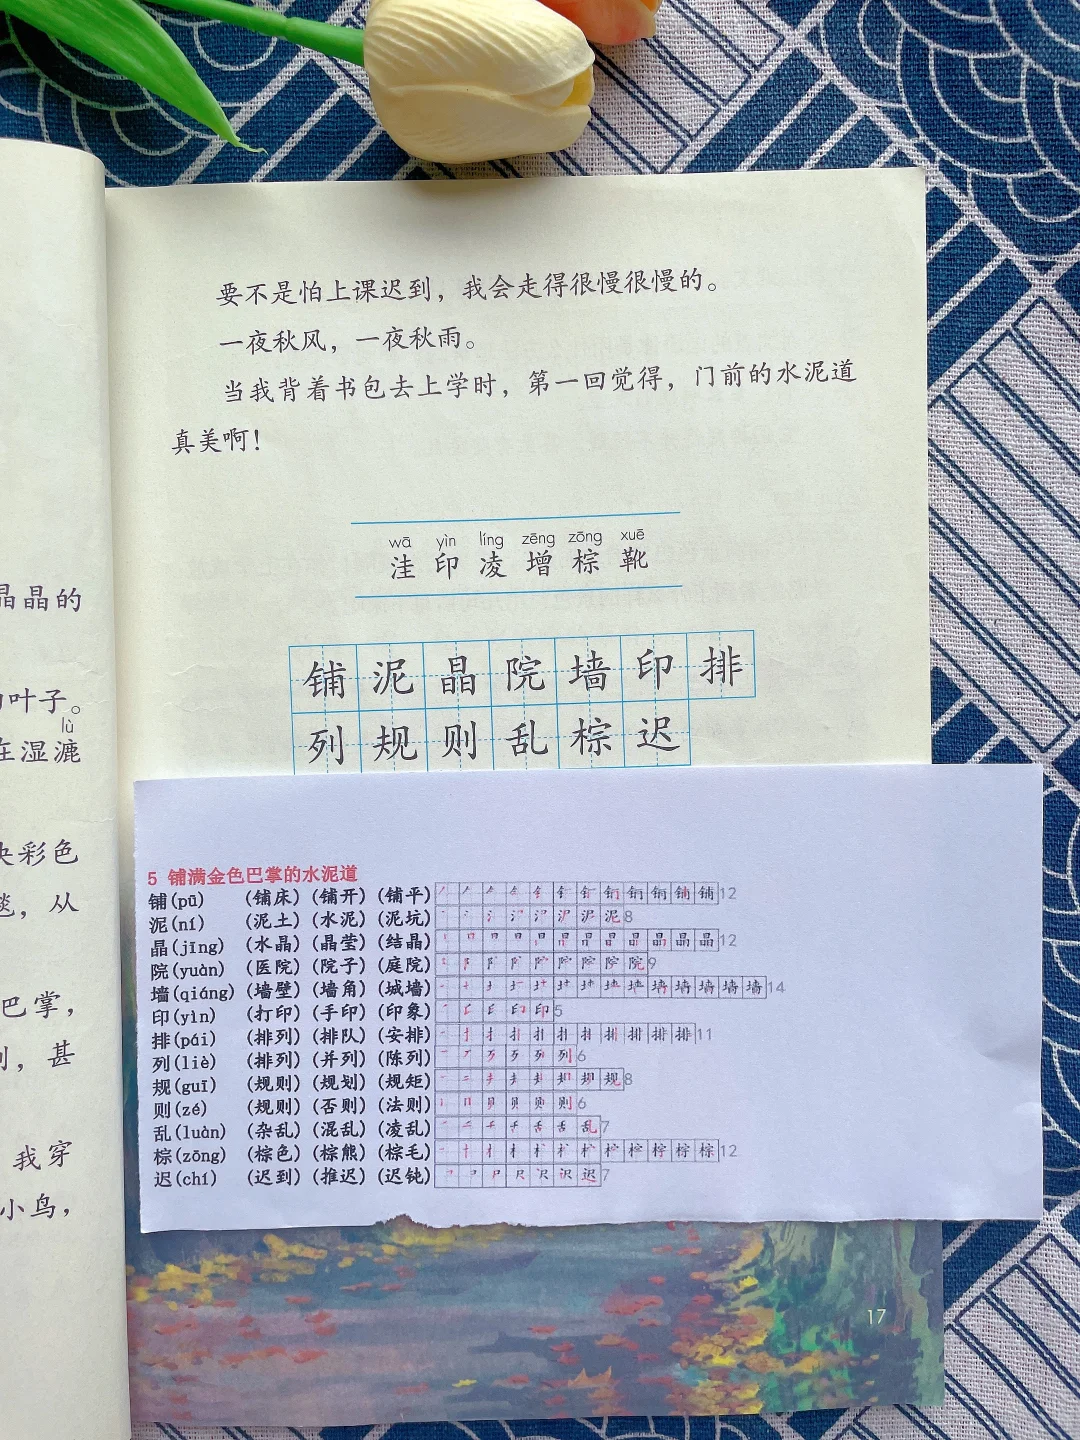 晶晶的
叶子。
lǜ
在湿漉
块彩色
毯，从
巴掌，
甚
我穿
小鸟，
要不是怕上课迟到，我会走得很慢很慢的。
一夜秋风，一夜秋雨。
当我背着书包去上学时，第一回觉得，门前的水泥道
真美啊！
wā yìn líng zēng zōng xuē
洼 印 凌 增 棕 靴
铺 泥 晶 院 墙 印 排
列 规 则 乱 棕 迟
5 铺满金色巴掌的水泥道
铺(pū) (铺床) (铺开) (铺平) 12
泥(ní) (泥土) (水泥) (泥坑) 8
晶(jīng) (水晶) (晶莹) (结晶) 12
院(yuàn) (医院) (院子) (庭院) 9
墙(qiáng) (墙壁) (墙角) (城墙) 14
印(yìn) (打印) (手印) (印象) 5
排(pái) (排列) (排队) (安排) 11
列(liè) (排列) (并列) (陈列) 6
规(guī) (规则) (规划) (规矩) 8
则(zé) (规则) (否则) (法则) 6
乱(luàn) (杂乱) (混乱) (凌乱) 7
棕(zōng) (棕色) (棕熊) (棕毛) 12
迟(chí) (迟到) (推迟) (迟钝) 7
17